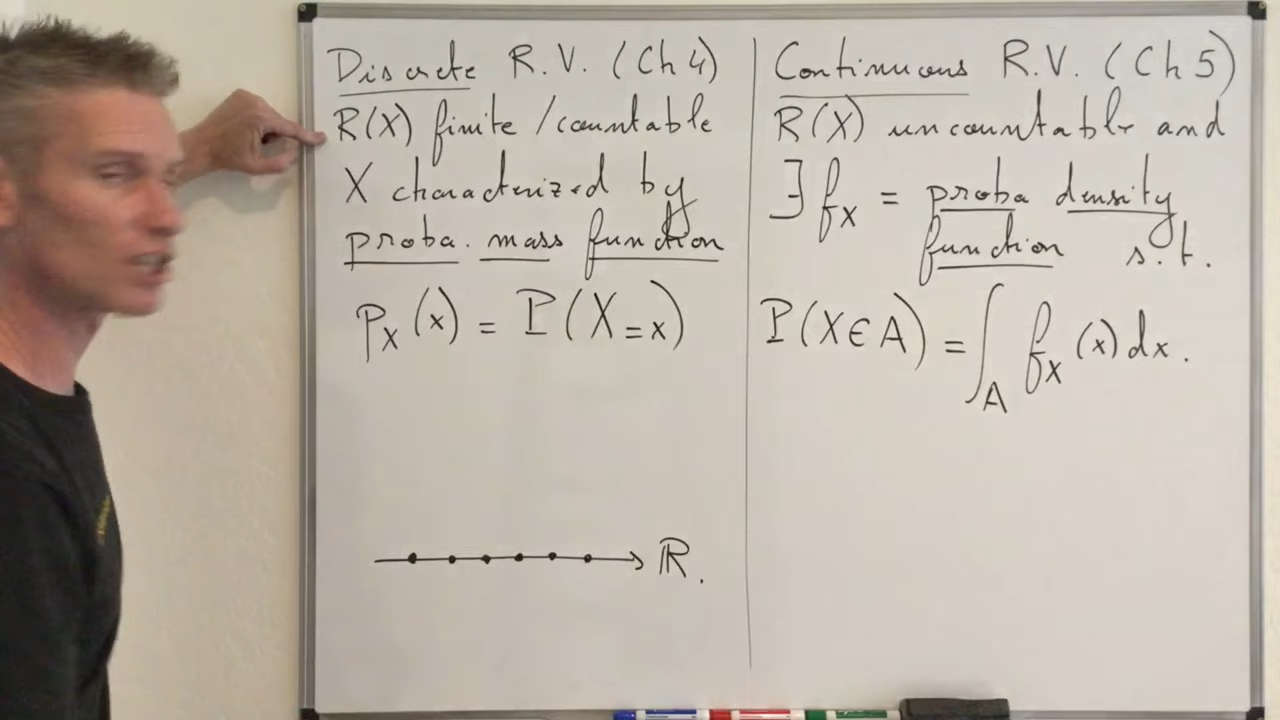 Discrete R.V. (Ch 4)
R(X) finite / countable
X characterized by
proba. mass function
p_X(x) = ℙ(X = x)
ℝ.
Continuous R.V. (Ch 5)
R(X) uncountable and
∃ f_X = proba density
function s.t.
ℙ(X ∈ A) = ∫_A f_X(x) dx.